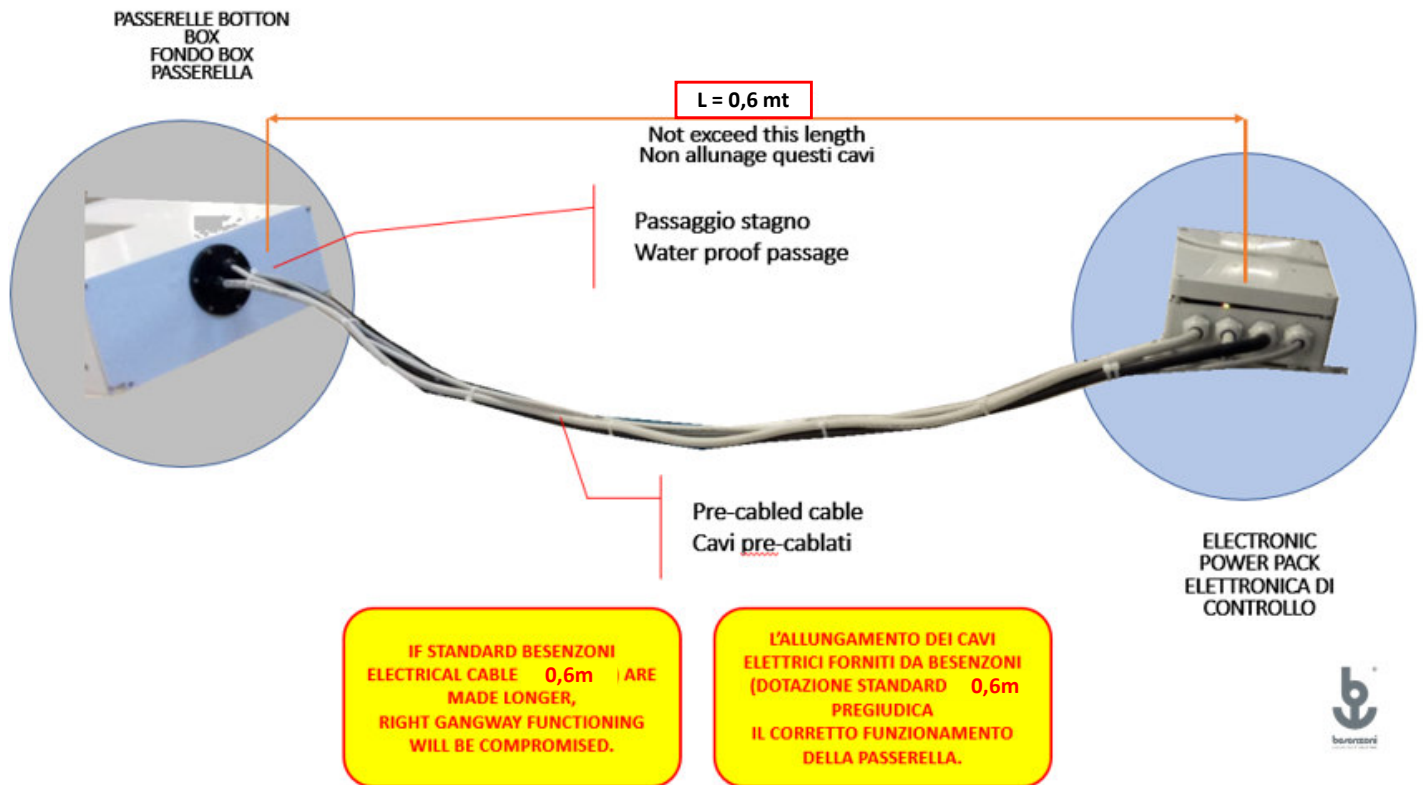 PASSERELLE BOTTON
BOX
FONDO BOX
PASSERELLA
L = 0,6 mt
Not exceed this length
Non allunage questi cavi
Passaggio stagno
Water proof passage
Pre-cabled cable
Cavi pre-cablati
ELECTRONIC
POWER PACK
ELETTRONICA DI
CONTROLLO
IF STANDARD BESENZONI
ELECTRICAL CABLE 0,6m ) ARE
MADE LONGER,
RIGHT GANGWAY FUNCTIONING
WILL BE COMPROMISED.
L'ALLUNGAMENTO DEI CAVI
ELETTRICI FORNITI DA BESENZONI
(DOTAZIONE STANDARD 0,6m
PREGIUDICA
IL CORRETTO FUNZIONAMENTO
DELLA PASSERELLA.
besenzoni